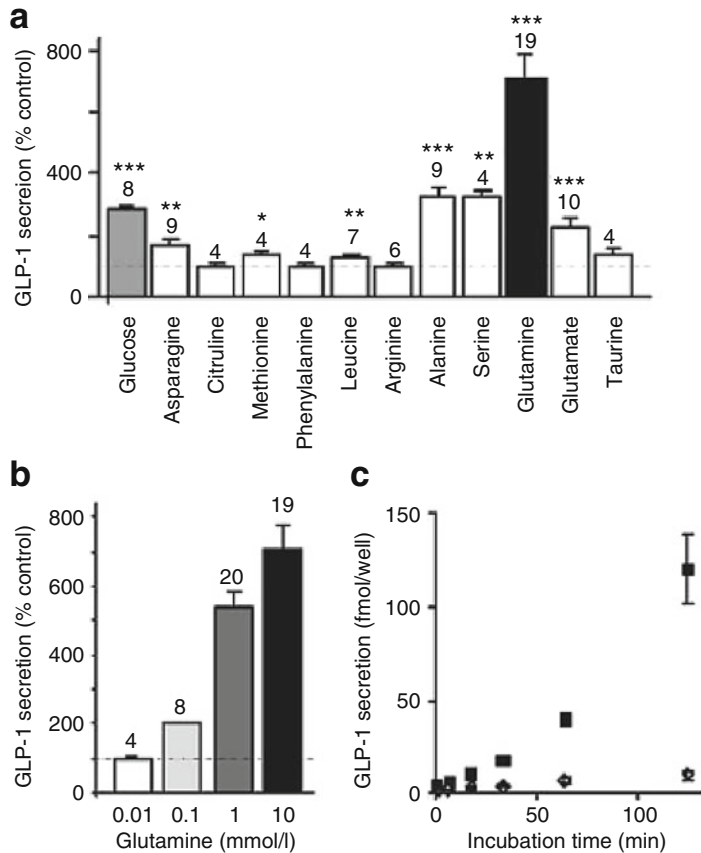 a
GLP-1 secreion (% control)
800
400
0
***
8
**
9
4
*
4
4
**
7
6
***
9
**
4
***
19
***
10
4
Glucose
Asparagine
Citruline
Methionine
Phenylalanine
Leucine
Arginine
Alanine
Serine
Glutamine
Glutamate
Taurine
b
GLP-1 secretion (% control)
800
600
400
200
0
4
8
20
19
0.01 0.1 1 10
Glutamine (mmol/l)
c
GLP-1 secretion (fmol/well)
150
100
50
0
0 50 100
Incubation time (min)